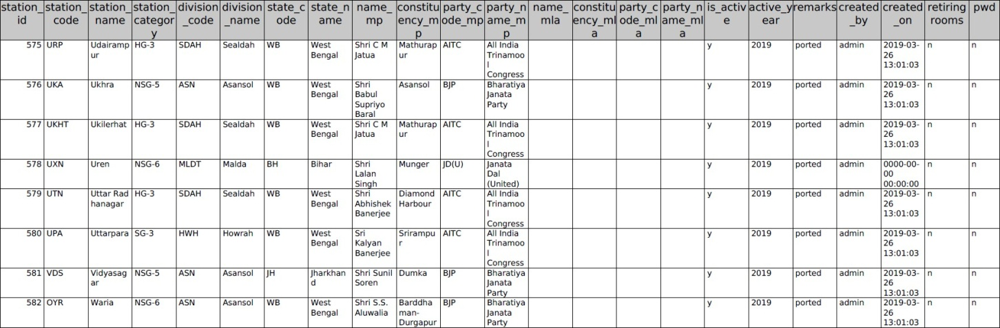 station_id station_code station_name station_category division_code division_name state_code state_name name_mp constituency_mp party_code_mp party_name_mp name_mla constituency_mla party_code_mla party_name_mla is_active active_year remarks created_by created_on retiringrooms pwd
575 URP Udairampur HG-3 SDAH Sealdah WB West Bengal Shri C M Jatua Mathurapur AITC All India Trinamool Congress y 2019 ported admin 2019-03-26 13:01:03 n n
576 UKA Ukhra NSG-5 ASN Asansol WB West Bengal Shri Babul Supriyo Baral Asansol BJP Bharatiya Janata Party y 2019 ported admin 2019-03-26 13:01:03 n n
577 UKHT Ukilerhat HG-3 SDAH Sealdah WB West Bengal Shri C M Jatua Mathurapur AITC All India Trinamool Congress y 2019 ported admin 2019-03-26 13:01:03 n n
578 UXN Uren NSG-6 MLDT Malda BH Bihar Shri Lalan Singh Munger JD(U) Janata Dal (United) y 2019 ported admin 0000-00-00 00:00:00 n n
579 UTN Uttar Radhanagar HG-3 SDAH Sealdah WB West Bengal Shri Abhishek Banerjee Diamond Harbour AITC All India Trinamool Congress y 2019 ported admin 2019-03-26 13:01:03 n n
580 UPA Uttarpara SG-3 HWH Howrah WB West Bengal Sri Kalyan Banerjee Srirampur AITC All India Trinamool Congress y 2019 ported admin 2019-03-26 13:01:03 n n
581 VDS Vidyasagar NSG-5 ASN Asansol JH Jharkhand Shri Sunil Soren Dumka BJP Bharatiya Janata Party y 2019 ported admin 2019-03-26 13:01:03 n n
582 OYR Waria NSG-6 ASN Asansol WB West Bengal Shri S.S. Aluwalia Barddhaman-Durgapur BJP Bharatiya Janata Party y 2019 ported admin 2019-03-26 13:01:03 n n